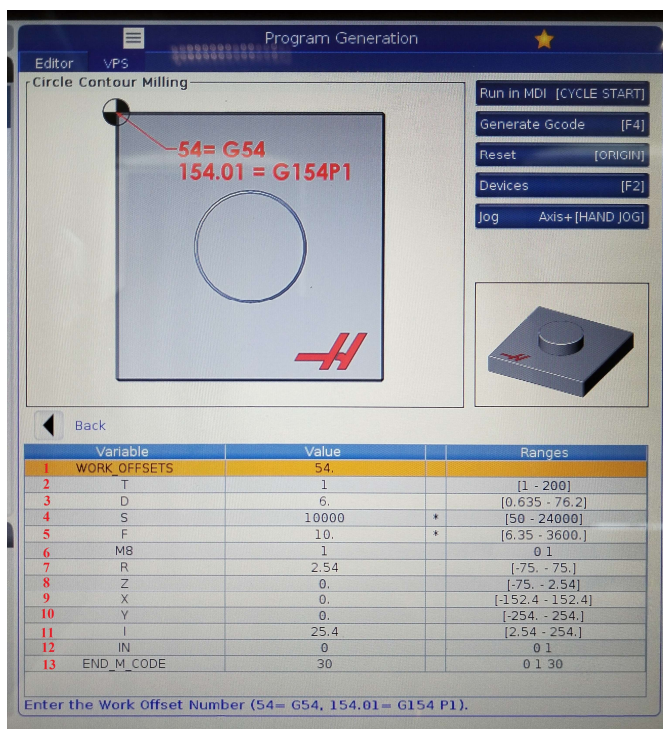 Program Generation
Editor VPS
Circle Contour Milling
54= G54
154.01 = G154P1
Run in MDI [CYCLE START]
Generate Gcode [F4]
Reset [ORIGIN]
Devices [F2]
Jog Axis+[HAND JOG]
Back
Variable Value Ranges
1 WORK_OFFSETS 54.
2 T 1 [1 - 200]
3 D 6. [0.635 - 76.2]
4 S 10000 * [50 - 24000]
5 F 10. * [6.35 - 3600.]
6 M8 1 0 1
7 R 2.54 [-75. - 75.]
8 Z 0. [-75. - 2.54]
9 X 0. [-152.4 - 152.4]
10 Y 0. [-254. - 254.]
11 I 25.4 [2.54 - 254.]
12 IN 0 0 1
13 END_M_CODE 30 0 1 30
Enter the Work Offset Number (54= G54, 154.01= G154 P1).